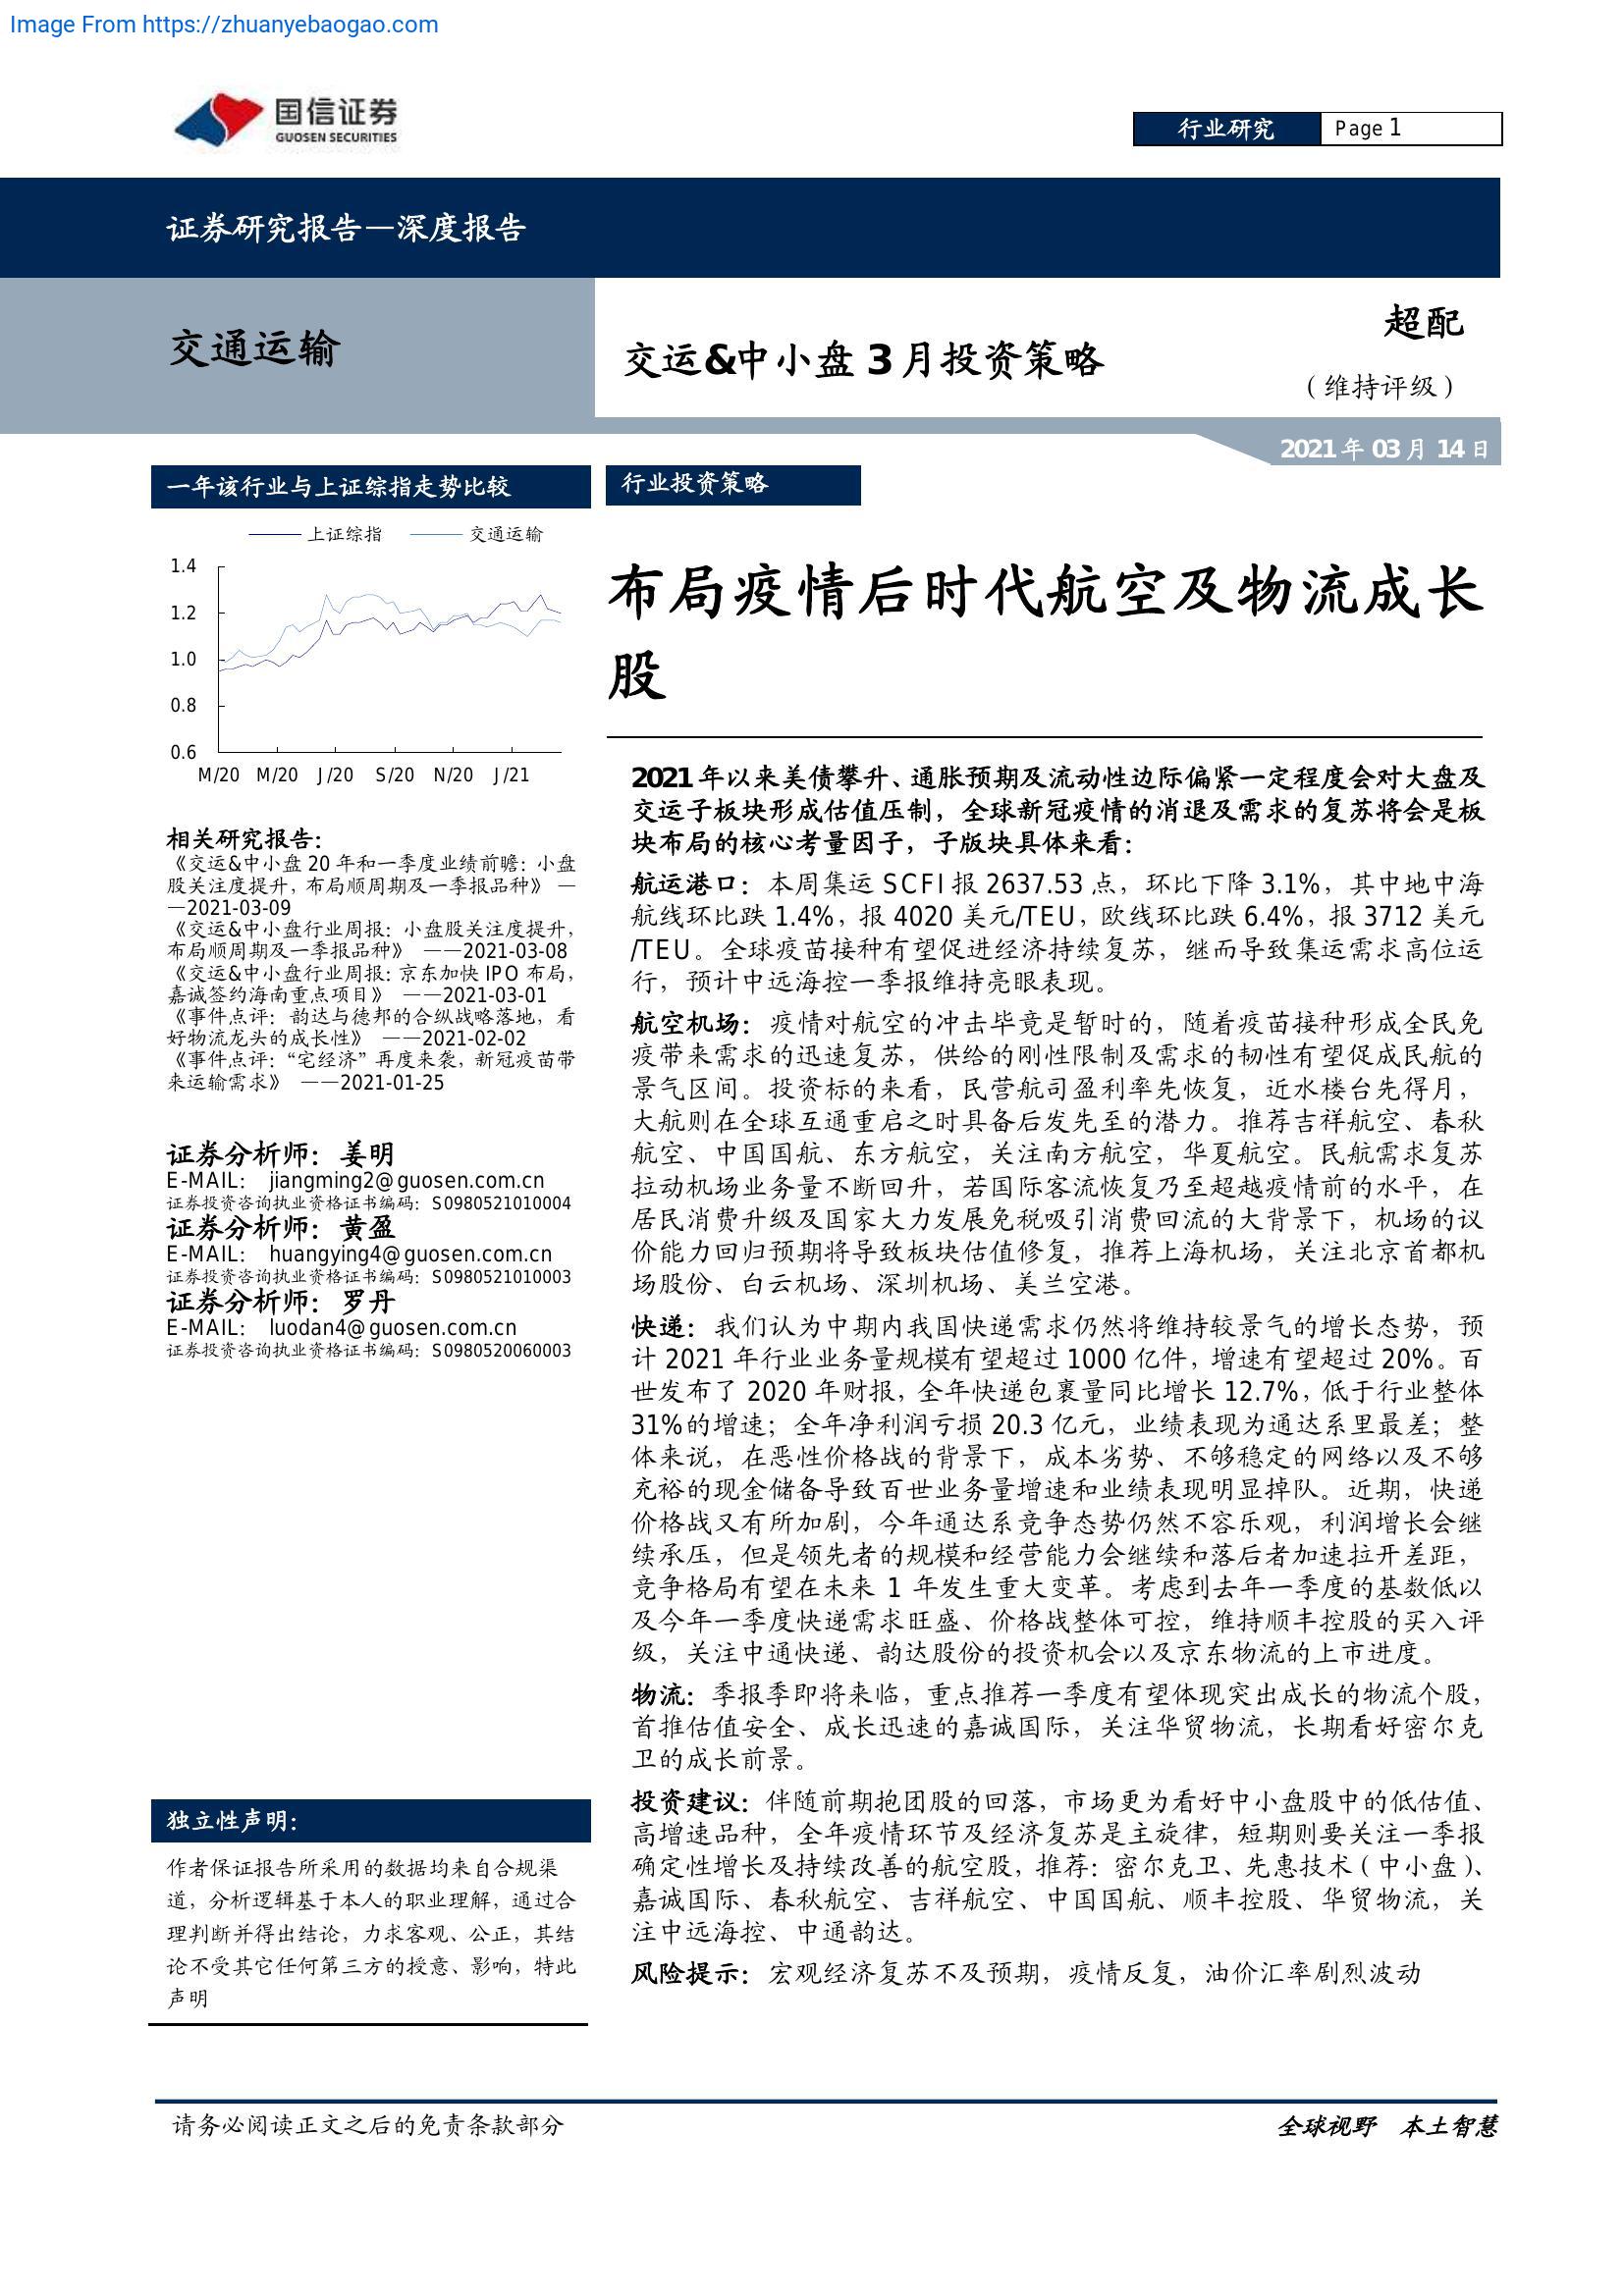 Image From https://zhuanyebaogao.com
国信证券
GUOSEN SECURITIES
行业研究
Page 1
证券研究报告—深度报告
交通运输
交运&中小盘 3 月投资策略
超配
（维持评级）
2021 年 03 月 14 日
一年该行业与上证综指走势比较
上证综指 交通运输
1.4
1.2
1.0
0.8
0.6
M/20 M/20 J/20 S/20 N/20 J/21
相关研究报告：
《交运&中小盘 20 年和一季度业绩前瞻：小盘
股关注度提升，布局顺周期及一季报品种》 —
—2021-03-09
《交运&中小盘行业周报：小盘股关注度提升，
布局顺周期及一季报品种》 ——2021-03-08
《交运&中小盘行业周报：京东加快 IPO 布局，
嘉诚签约海南重点项目》 ——2021-03-01
《事件点评：韵达与德邦的合纵战略落地，看
好物流龙头的成长性》 ——2021-02-02
《事件点评：“宅经济”再度来袭，新冠疫苗带
来运输需求》 ——2021-01-25
证券分析师：姜明
E-MAIL： jiangming2@guosen.com.cn
证券投资咨询执业资格证书编码：S0980521010004
证券分析师：黄盈
E-MAIL： huangying4@guosen.com.cn
证券投资咨询执业资格证书编码：S0980521010003
证券分析师：罗丹
E-MAIL： luodan4@guosen.com.cn
证券投资咨询执业资格证书编码：S0980520060003
独立性声明：
作者保证报告所采用的数据均来自合规渠
道，分析逻辑基于本人的职业理解，通过合
理判断并得出结论，力求客观、公正，其结
论不受其它任何第三方的授意、影响，特此
声明
行业投资策略
布局疫情后时代航空及物流成长
股
2021 年以来美债攀升、通胀预期及流动性边际偏紧一定程度会对大盘及
交运子板块形成估值压制，全球新冠疫情的消退及需求的复苏将会是板
块布局的核心考量因子，子版块具体来看：
航运港口：本周集运 SCFI 报 2637.53 点，环比下降 3.1%，其中地中海
航线环比跌 1.4%，报 4020 美元/TEU，欧线环比跌 6.4%，报 3712 美元
/TEU。全球疫苗接种有望促进经济持续复苏，继而导致集运需求高位运
行，预计中远海控一季报维持亮眼表现。
航空机场：疫情对航空的冲击毕竟是暂时的，随着疫苗接种形成全民免
疫带来需求的迅速复苏，供给的刚性限制及需求的韧性有望促成民航的
景气区间。投资标的来看，民营航司盈利率先恢复，近水楼台先得月，
大航则在全球互通重启之时具备后发先至的潜力。推荐吉祥航空、春秋
航空、中国国航、东方航空，关注南方航空，华夏航空。民航需求复苏
拉动机场业务量不断回升，若国际客流恢复乃至超越疫情前的水平，在
居民消费升级及国家大力发展免税吸引消费回流的大背景下，机场的议
价能力回归预期将导致板块估值修复，推荐上海机场，关注北京首都机
场股份、白云机场、深圳机场、美兰空港。
快递：我们认为中期内我国快递需求仍然将维持较景气的增长态势，预
计 2021 年行业业务量规模有望超过 1000 亿件，增速有望超过 20%。百
世发布了 2020 年财报，全年快递包裹量同比增长 12.7%，低于行业整体
31%的增速；全年净利润亏损 20.3 亿元，业绩表现为通达系里最差；整
体来说，在恶性价格战的背景下，成本劣势、不够稳定的网络以及不够
充裕的现金储备导致百世业务量增速和业绩表现明显掉队。近期，快递
价格战又有所加剧，今年通达系竞争态势仍然不容乐观，利润增长会继
续承压，但是领先者的规模和经营能力会继续和落后者加速拉开差距，
竞争格局有望在未来 1 年发生重大变革。考虑到去年一季度的基数低以
及今年一季度快递需求旺盛、价格战整体可控，维持顺丰控股的买入评
级，关注中通快递、韵达股份的投资机会以及京东物流的上市进度。
物流：季报季即将来临，重点推荐一季度有望体现突出成长的物流个股，
首推估值安全、成长迅速的嘉诚国际，关注华贸物流，长期看好密尔克
卫的成长前景。
投资建议：伴随前期抱团股的回落，市场更为看好中小盘股中的低估值、
高增速品种，全年疫情环节及经济复苏是主旋律，短期则要关注一季报
确定性增长及持续改善的航空股，推荐：密尔克卫、先惠技术（中小盘）、
嘉诚国际、春秋航空、吉祥航空、中国国航、顺丰控股、华贸物流，关
注中远海控、中通韵达。
风险提示：宏观经济复苏不及预期，疫情反复，油价汇率剧烈波动
请务必阅读正文之后的免责条款部分
全球视野 本土智慧